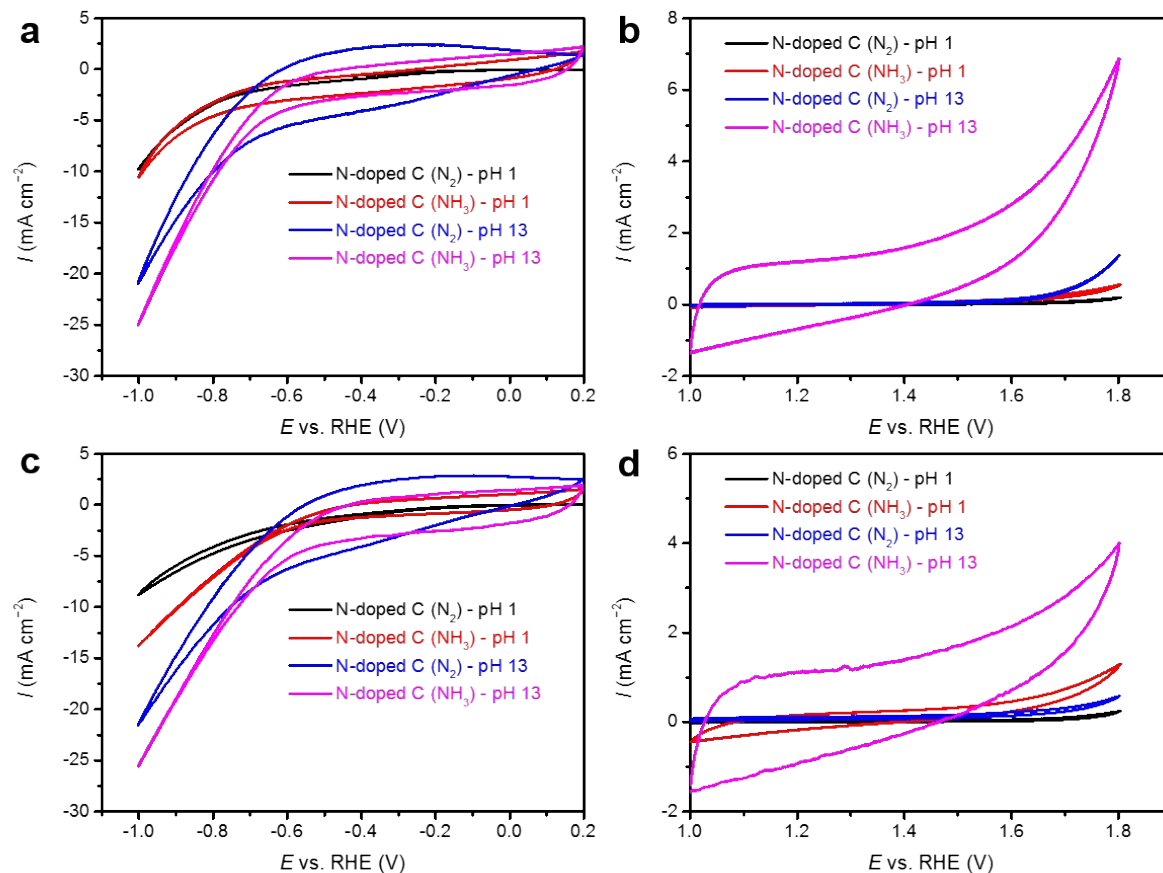 a
5
0
-5
-10
-15
-20
-25
-30
I (mA cm⁻²)
N-doped C (N₂) - pH 1
N-doped C (NH₃) - pH 1
N-doped C (N₂) - pH 13
N-doped C (NH₃) - pH 13
-1.0 -0.8 -0.6 -0.4 -0.2 0.0 0.2
E vs. RHE (V)
b
8
6
4
2
0
-2
I (mA cm⁻²)
N-doped C (N₂) - pH 1
N-doped C (NH₃) - pH 1
N-doped C (N₂) - pH 13
N-doped C (NH₃) - pH 13
1.0 1.2 1.4 1.6 1.8
E vs. RHE (V)
c
5
0
-5
-10
-15
-20
-25
-30
I (mA cm⁻²)
N-doped C (N₂) - pH 1
N-doped C (NH₃) - pH 1
N-doped C (N₂) - pH 13
N-doped C (NH₃) - pH 13
-1.0 -0.8 -0.6 -0.4 -0.2 0.0 0.2
E vs. RHE (V)
d
6
4
2
0
-2
I (mA cm⁻²)
N-doped C (N₂) - pH 1
N-doped C (NH₃) - pH 1
N-doped C (N₂) - pH 13
N-doped C (NH₃) - pH 13
1.0 1.2 1.4 1.6 1.8
E vs. RHE (V)